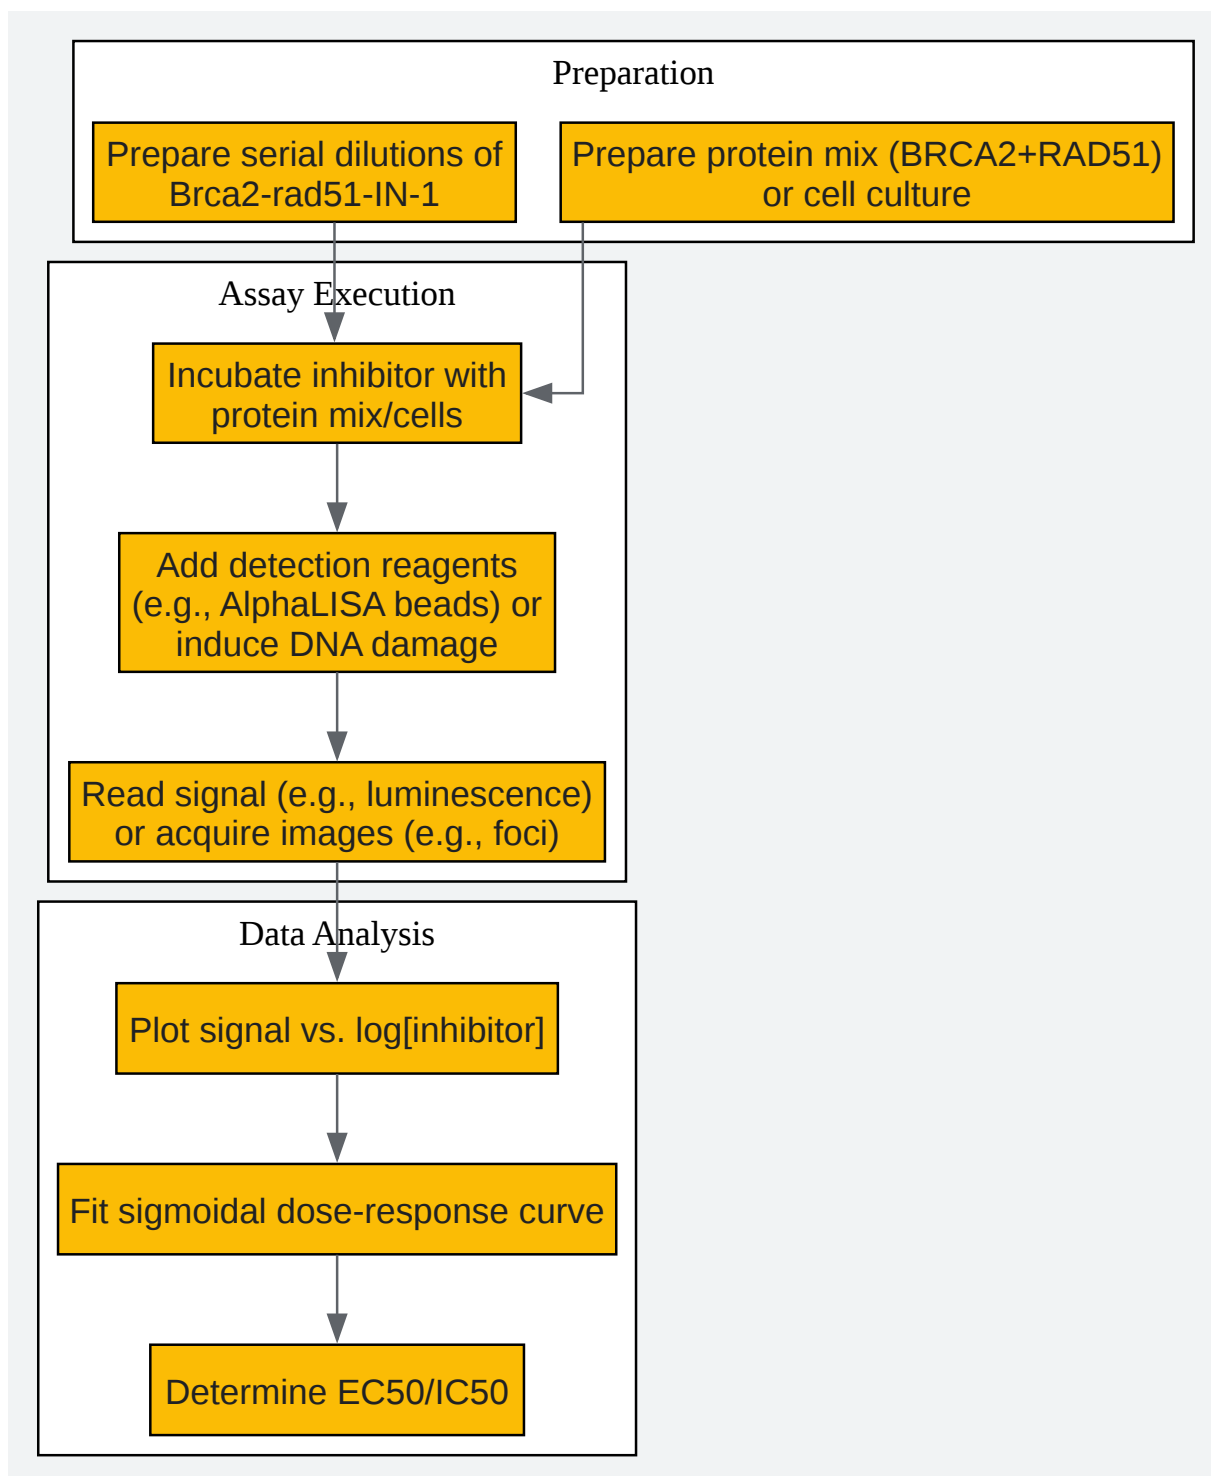 Preparation
Prepare serial dilutions of
Brca2-rad51-IN-1
Prepare protein mix (BRCA2+RAD51)
or cell culture
Assay Execution
Incubate inhibitor with
protein mix/cells
Add detection reagents
(e.g., AlphaLISA beads) or
induce DNA damage
Read signal (e.g., luminescence)
or acquire images (e.g., foci)
Data Analysis
Plot signal vs. log[inhibitor]
Fit sigmoidal dose-response curve
Determine EC50/IC50